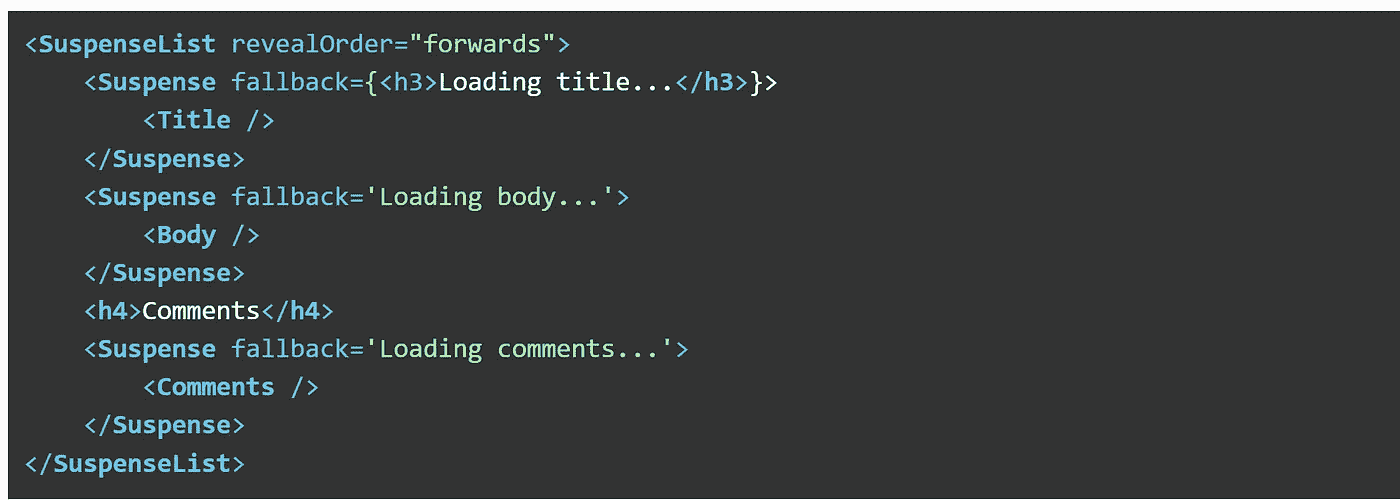 <SuspenseList revealOrder="forwards">
    <Suspense fallback={<h3>Loading title...</h3>}>
        <Title />
    </Suspense>
    <Suspense fallback='Loading body...'>
        <Body />
    </Suspense>
    <h4>Comments</h4>
    <Suspense fallback='Loading comments...'>
        <Comments />
    </Suspense>
</SuspenseList>